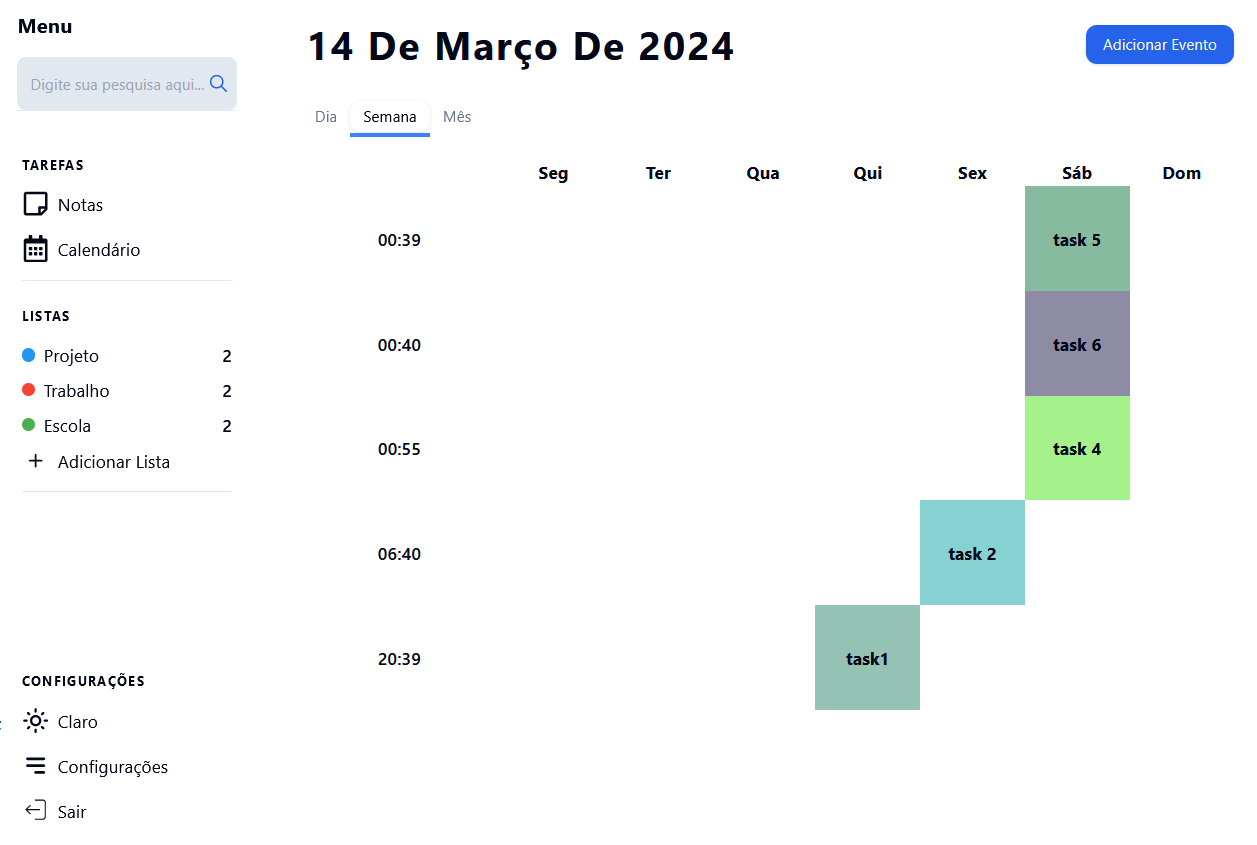 Menu
Digite sua pesquisa aqui...
TAREFAS
Notas
Calendário
LISTAS
Projeto 2
Trabalho 2
Escola 2
+ Adicionar Lista
CONFIGURAÇÕES
Claro
Configurações
Sair
14 De Março De 2024
Adicionar Evento
Dia Semana Mês
Seg Ter Qua Qui Sex Sáb Dom
00:39 task 5
00:40 task 6
00:55 task 4
06:40 task 2
20:39 task1